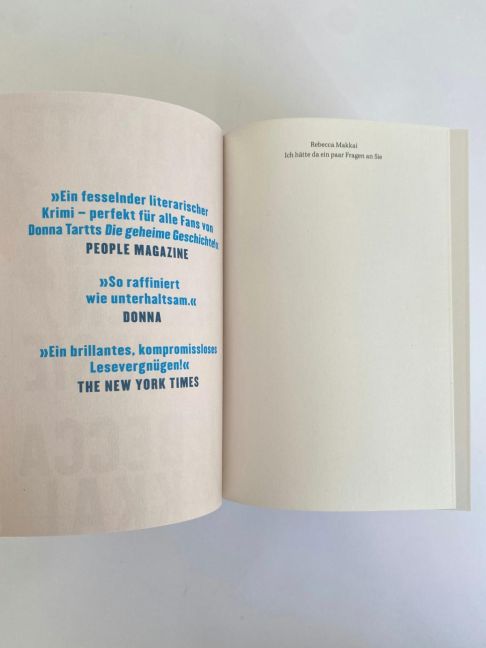 »Ein fesselnder literarischer
Krimi – perfekt für alle Fans von
Donna Tartts Die geheime Geschichte!«
PEOPLE MAGAZINE
»So raffiniert
wie unterhaltsam.«
DONNA
»Ein brillantes, kompromissloses
Lesevergnügen!«
THE NEW YORK TIMES
Rebecca Makkai
Ich hätte da ein paar Fragen an Sie